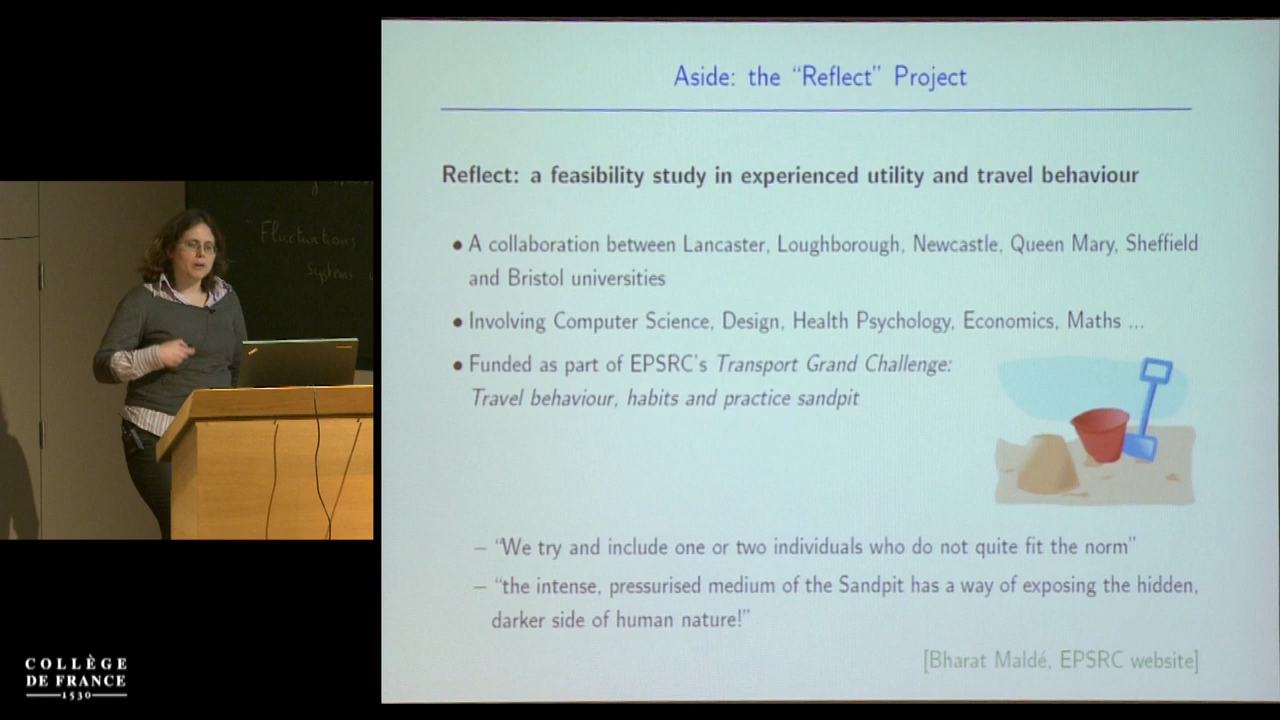 Aside: the “Reflect” Project
Reflect: a feasibility study in experienced utility and travel behaviour
• A collaboration between Lancaster, Loughborough, Newcastle, Queen Mary, Sheffield
and Bristol universities
• Involving Computer Science, Design, Health Psychology, Economics, Maths ...
• Funded as part of EPSRC's Transport Grand Challenge:
Travel behaviour, habits and practice sandpit
– “We try and include one or two individuals who do not quite fit the norm”
– “the intense, pressurised medium of the Sandpit has a way of exposing the hidden,
darker side of human nature!”
[Bharat Maldé, EPSRC website]
Fluctuations
Systems
COLLÈGE
DE FRANCE
1530